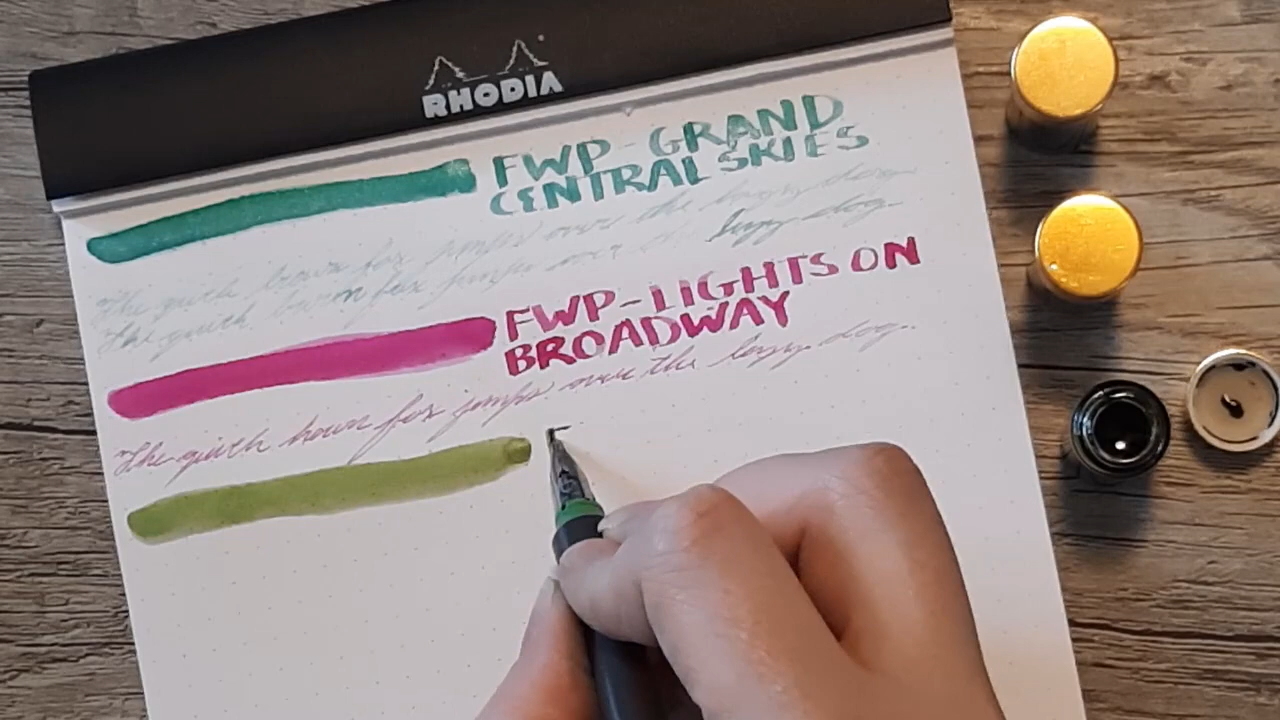 RHODIA
FWP - GRAND
CENTRAL SKIES
The quick brown fox jumps over the lazy dog.
The quick brown fox jumps over the lazy dog.
FWP - LIGHTS ON
BROADWAY
The quick brown fox jumps over the lazy dog.